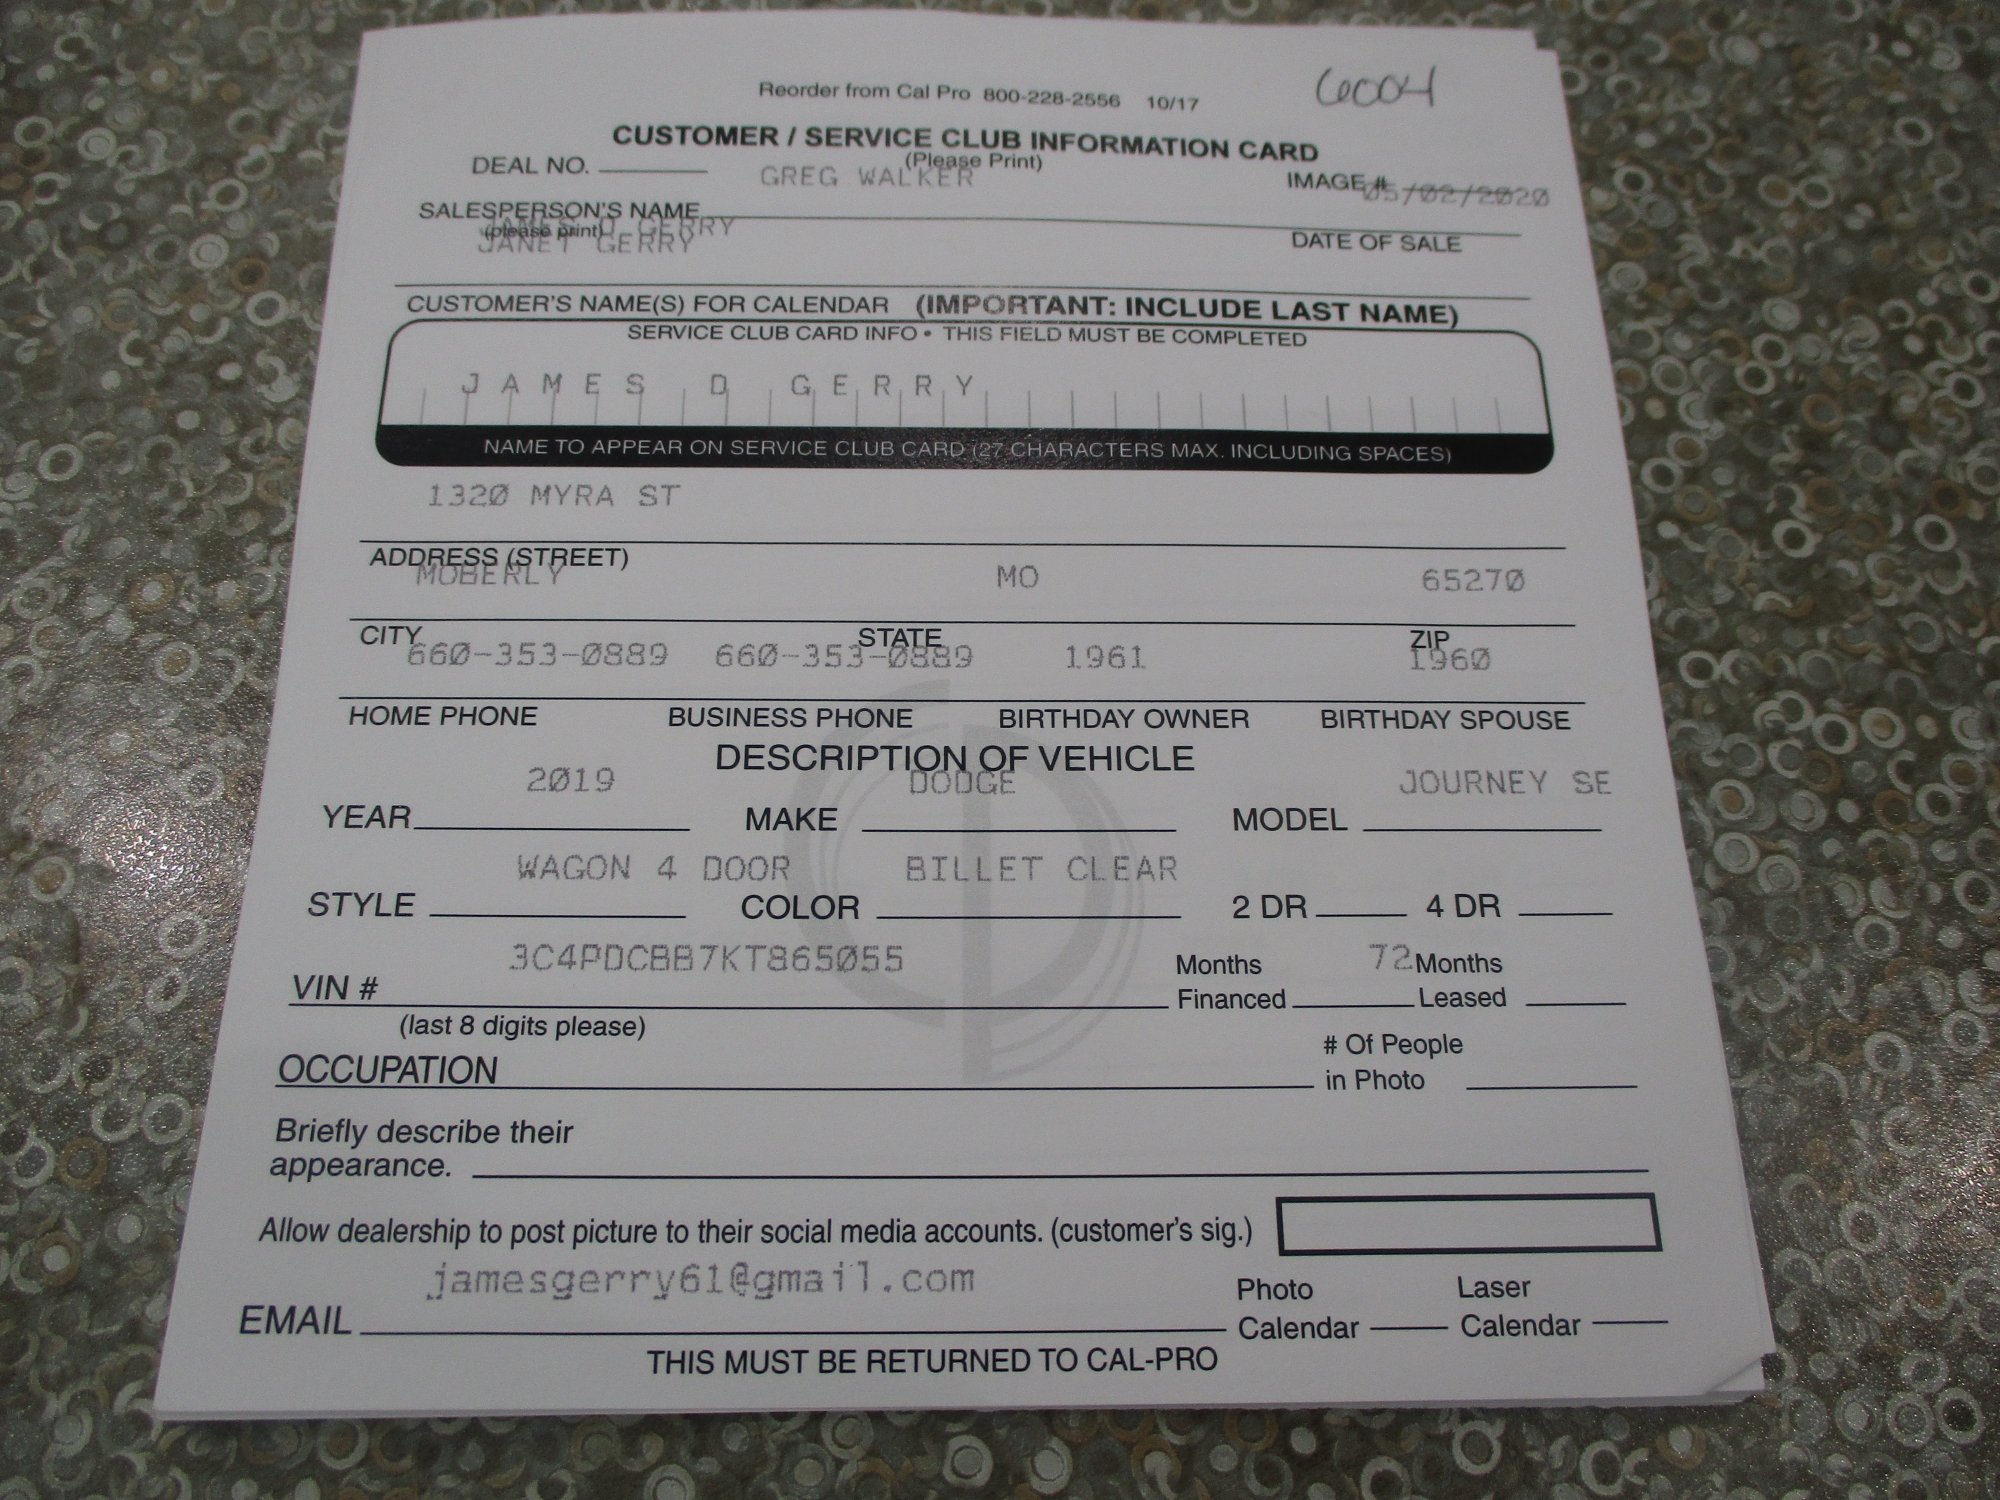 Reorder from Cal Pro 800-228-2556 10/17 6004
CUSTOMER / SERVICE CLUB INFORMATION CARD
(Please Print)
DEAL NO. GREG WALKER IMAGE # 05/02/2020
SALESPERSON'S NAME
(please print) JAMES D GERRY
JANET GERRY DATE OF SALE
CUSTOMER'S NAME(S) FOR CALENDAR (IMPORTANT: INCLUDE LAST NAME)
SERVICE CLUB CARD INFO • THIS FIELD MUST BE COMPLETED
JAMES D GERRY
NAME TO APPEAR ON SERVICE CLUB CARD (27 CHARACTERS MAX. INCLUDING SPACES)
1320 MYRA ST
ADDRESS (STREET)
MOBERLY MO 65270
CITY STATE ZIP
660-353-0889 660-353-0889 1961 1960
HOME PHONE BUSINESS PHONE BIRTHDAY OWNER BIRTHDAY SPOUSE
DESCRIPTION OF VEHICLE
2019 DODGE JOURNEY SE
YEAR MAKE MODEL
WAGON 4 DOOR BILLET CLEAR
STYLE COLOR 2 DR 4 DR
3C4PDCBB7KT865055 Months 72 Months
VIN # Financed Leased
(last 8 digits please)
# Of People
OCCUPATION in Photo
Briefly describe their
appearance.
Allow dealership to post picture to their social media accounts. (customer's sig.)
jamesgerry61@gmail.com Photo Laser
EMAIL Calendar Calendar
THIS MUST BE RETURNED TO CAL-PRO